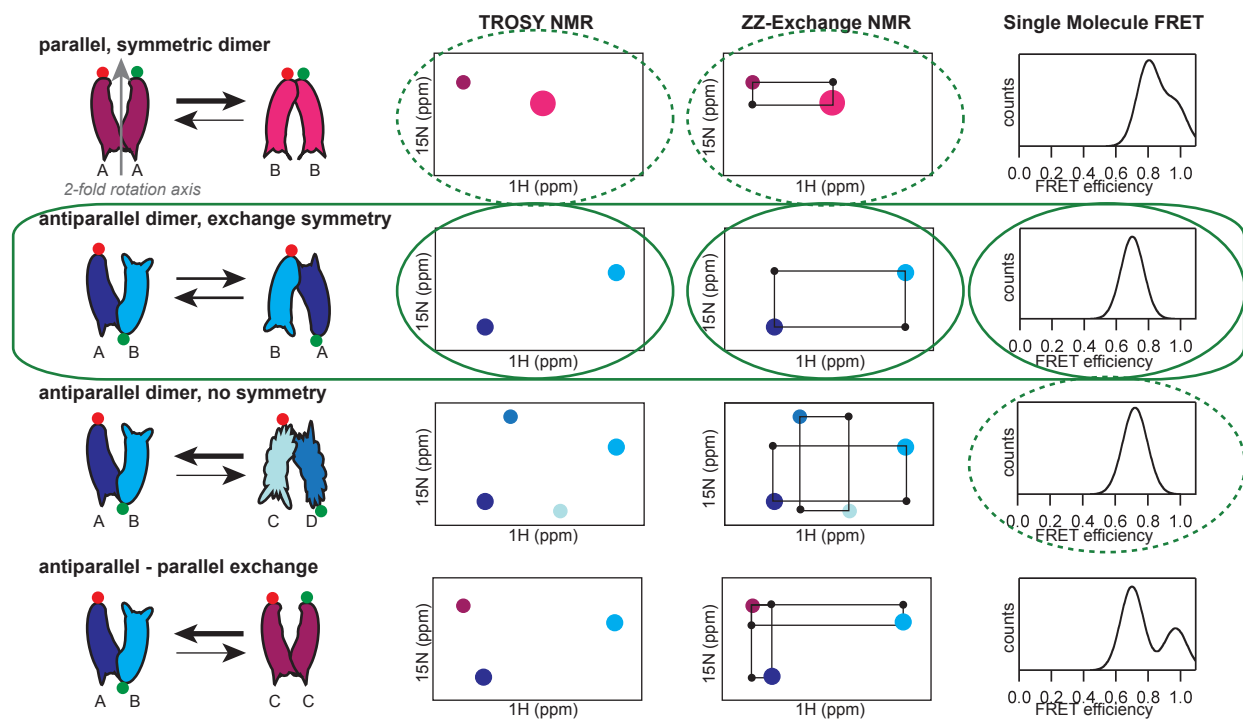 TROSY NMR
ZZ-Exchange NMR
Single Molecule FRET
parallel, symmetric dimer
A A
B B
2-fold rotation axis
15N (ppm)
1H (ppm)
15N (ppm)
1H (ppm)
counts
0.0 0.2 0.4 0.6 0.8 1.0
FRET efficiency
antiparallel dimer, exchange symmetry
A B
B A
15N (ppm)
1H (ppm)
15N (ppm)
1H (ppm)
counts
0.0 0.2 0.4 0.6 0.8 1.0
FRET efficiency
antiparallel dimer, no symmetry
A B
C D
15N (ppm)
1H (ppm)
15N (ppm)
1H (ppm)
counts
0.0 0.2 0.4 0.6 0.8 1.0
FRET efficiency
antiparallel - parallel exchange
A B
C C
15N (ppm)
1H (ppm)
15N (ppm)
1H (ppm)
counts
0.0 0.2 0.4 0.6 0.8 1.0
FRET efficiency